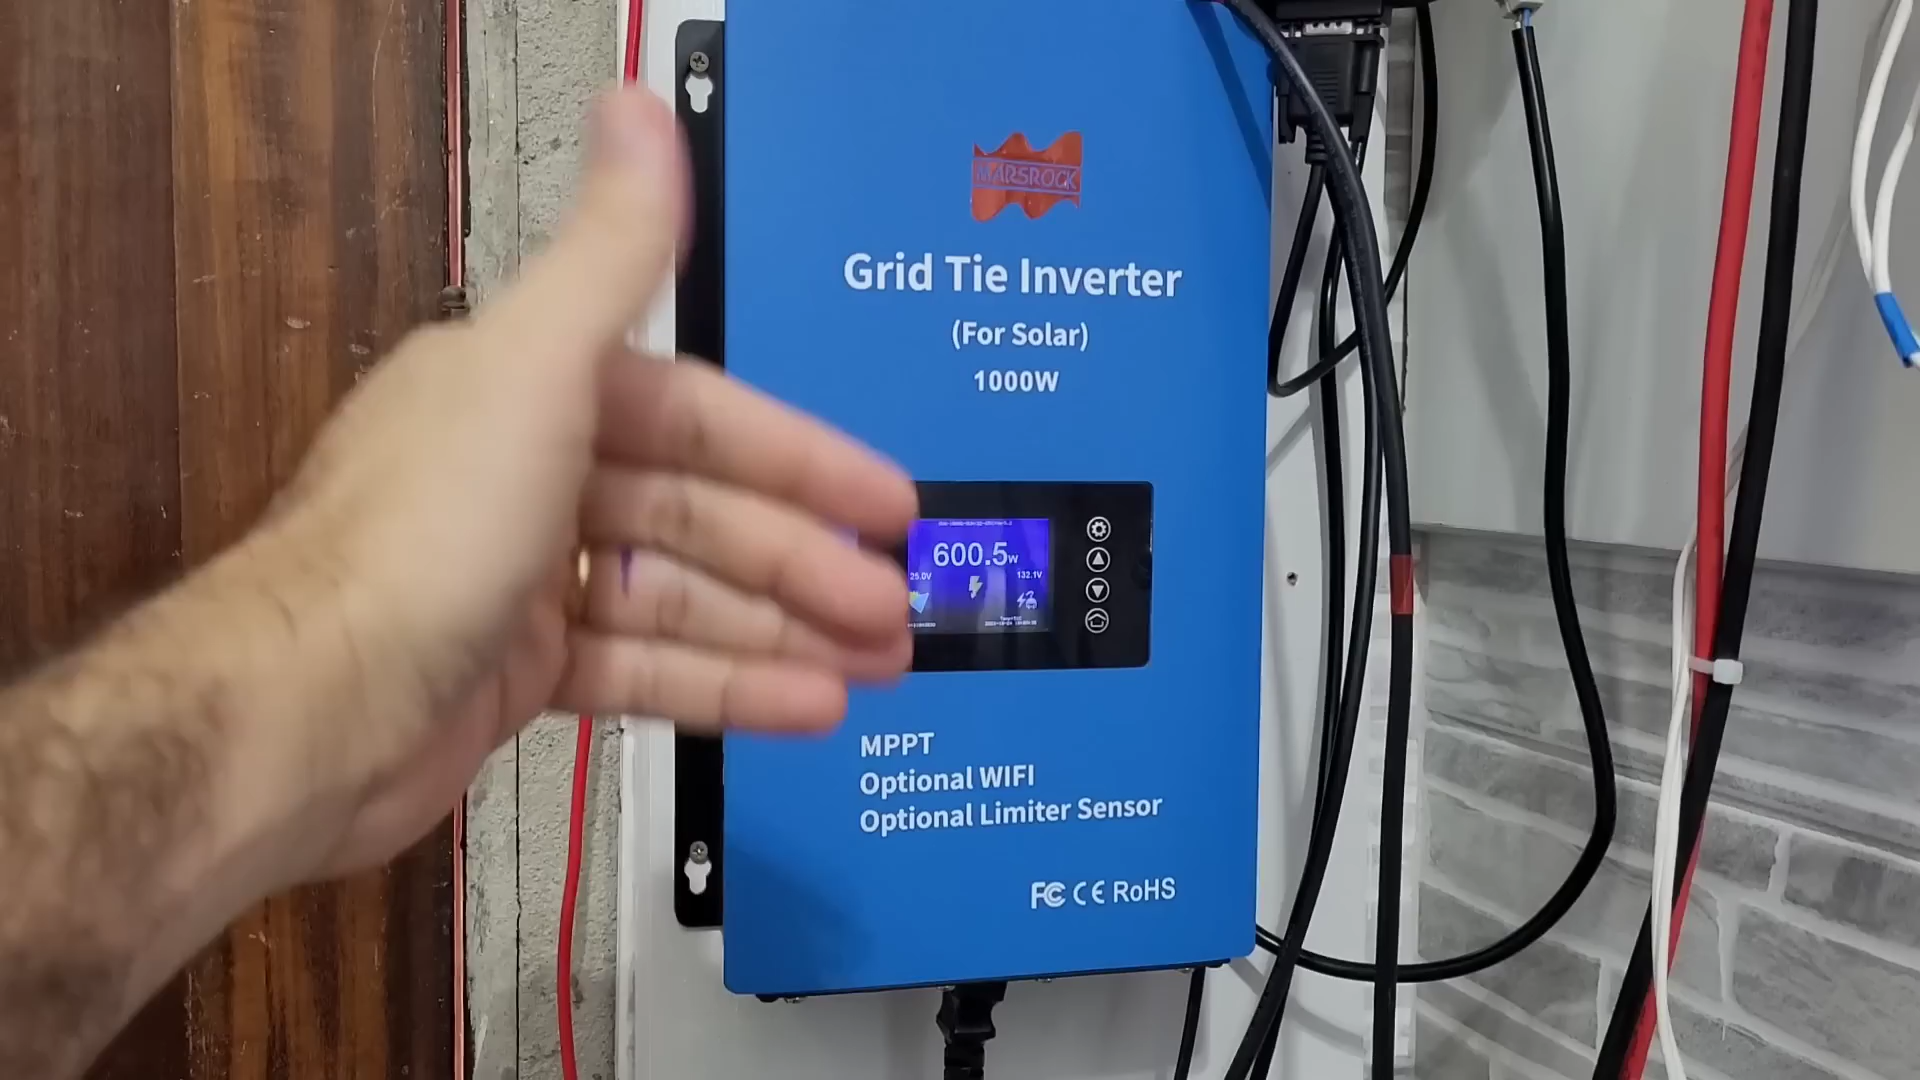 MARSROCK
Grid Tie Inverter
(For Solar)
1000W
600.5W
25.0V
132.1V
MPPT
Optional WIFI
Optional Limiter Sensor
FC CE RoHS